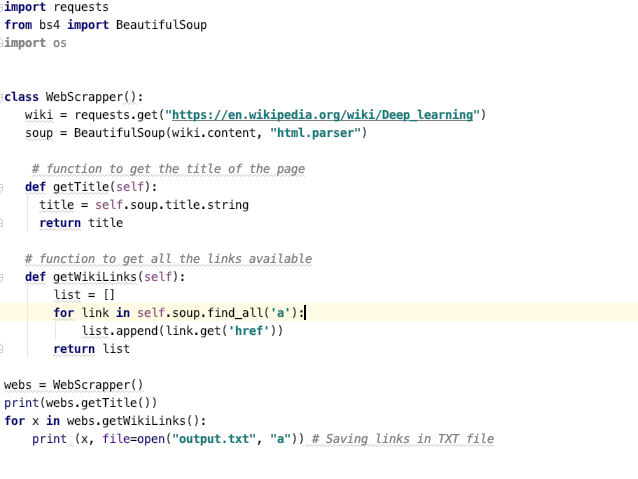 import requests
from bs4 import BeautifulSoup
import os
class WebScrapper():
wiki = requests.get("https://en.wikipedia.org/wiki/Deep_learning")
soup = BeautifulSoup(wiki.content, "html.parser")
# function to get the title of the page
def getTitle(self):
title = self.soup.title.string
return title
# function to get all the links available
def getWikiLinks(self):
list = []
for link in self.soup.find_all('a'):
list.append(link.get('href'))
return list
webs = WebScrapper()
print(webs.getTitle())
for x in webs.getWikiLinks():
print (x, file=open("output.txt", "a")) # Saving links in TXT file